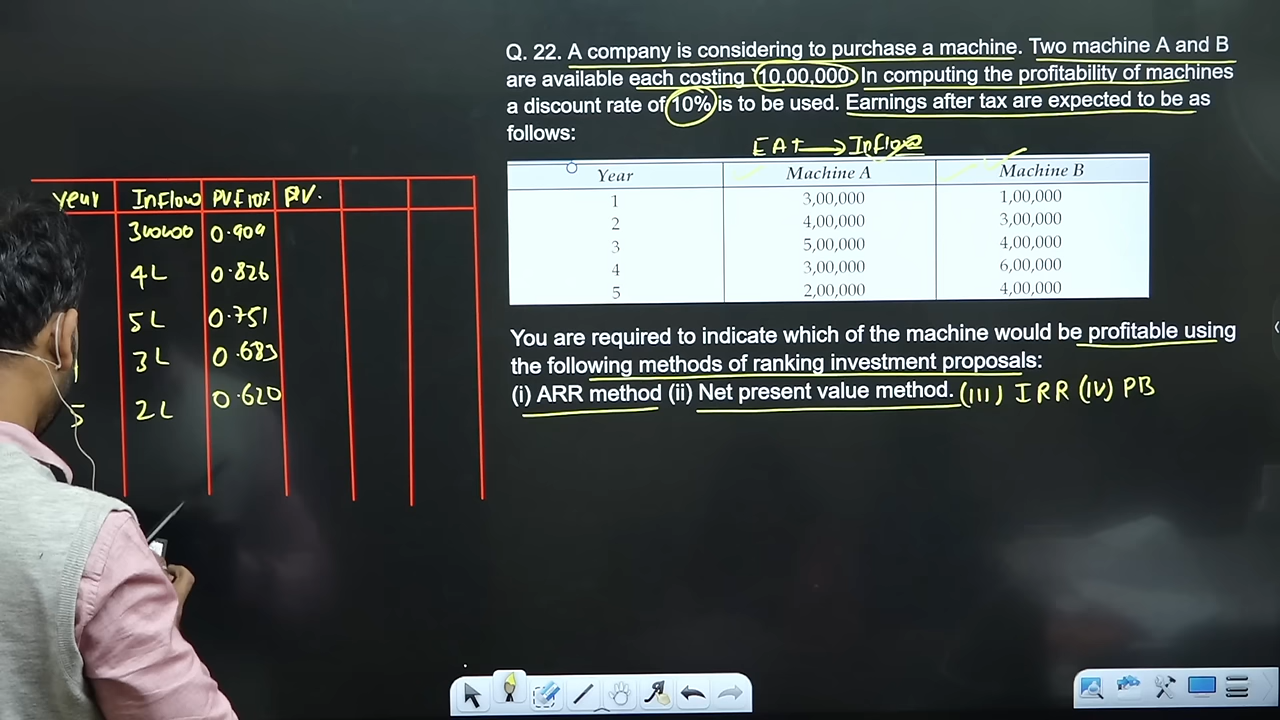 Q. 22. A company is considering to purchase a machine. Two machine A and B
are available each costing `10,00,000. In computing the profitability of machines
a discount rate of 10% is to be used. Earnings after tax are expected to be as
follows:
EAT → Inflow
Year Machine A Machine B
1 3,00,000 1,00,000
2 4,00,000 3,00,000
3 5,00,000 4,00,000
4 3,00,000 6,00,000
5 2,00,000 4,00,000
You are required to indicate which of the machine would be profitable using
the following methods of ranking investment proposals:
(i) ARR method (ii) Net present value method. (III) IRR (IV) PB
Year Inflow PVf10% PV.
300000 0.909
4L 0.826
5L 0.751
3L 0.683
5 2L 0.620